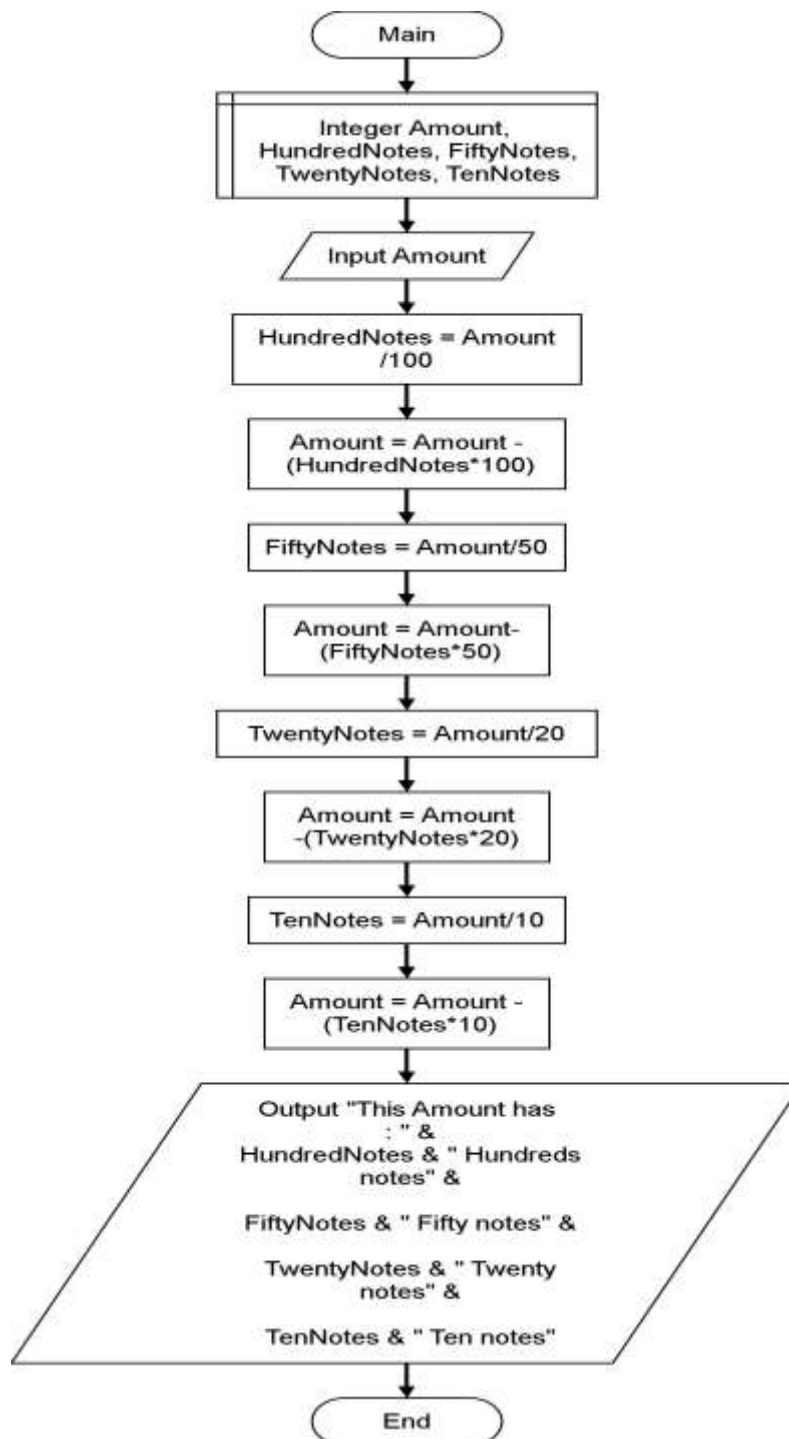 Main
Integer Amount,
HundredNotes, FiftyNotes,
TwentyNotes, TenNotes
Input Amount
HundredNotes = Amount
/100
Amount = Amount -
(HundredNotes*100)
FiftyNotes = Amount/50
Amount = Amount-
(FiftyNotes*50)
TwentyNotes = Amount/20
Amount = Amount
-(TwentyNotes*20)
TenNotes = Amount/10
Amount = Amount -
(TenNotes*10)
Output "This Amount has
: " &
HundredNotes & " Hundreds
notes" &
FiftyNotes & " Fifty notes" &
TwentyNotes & " Twenty
notes" &
TenNotes & " Ten notes"
End